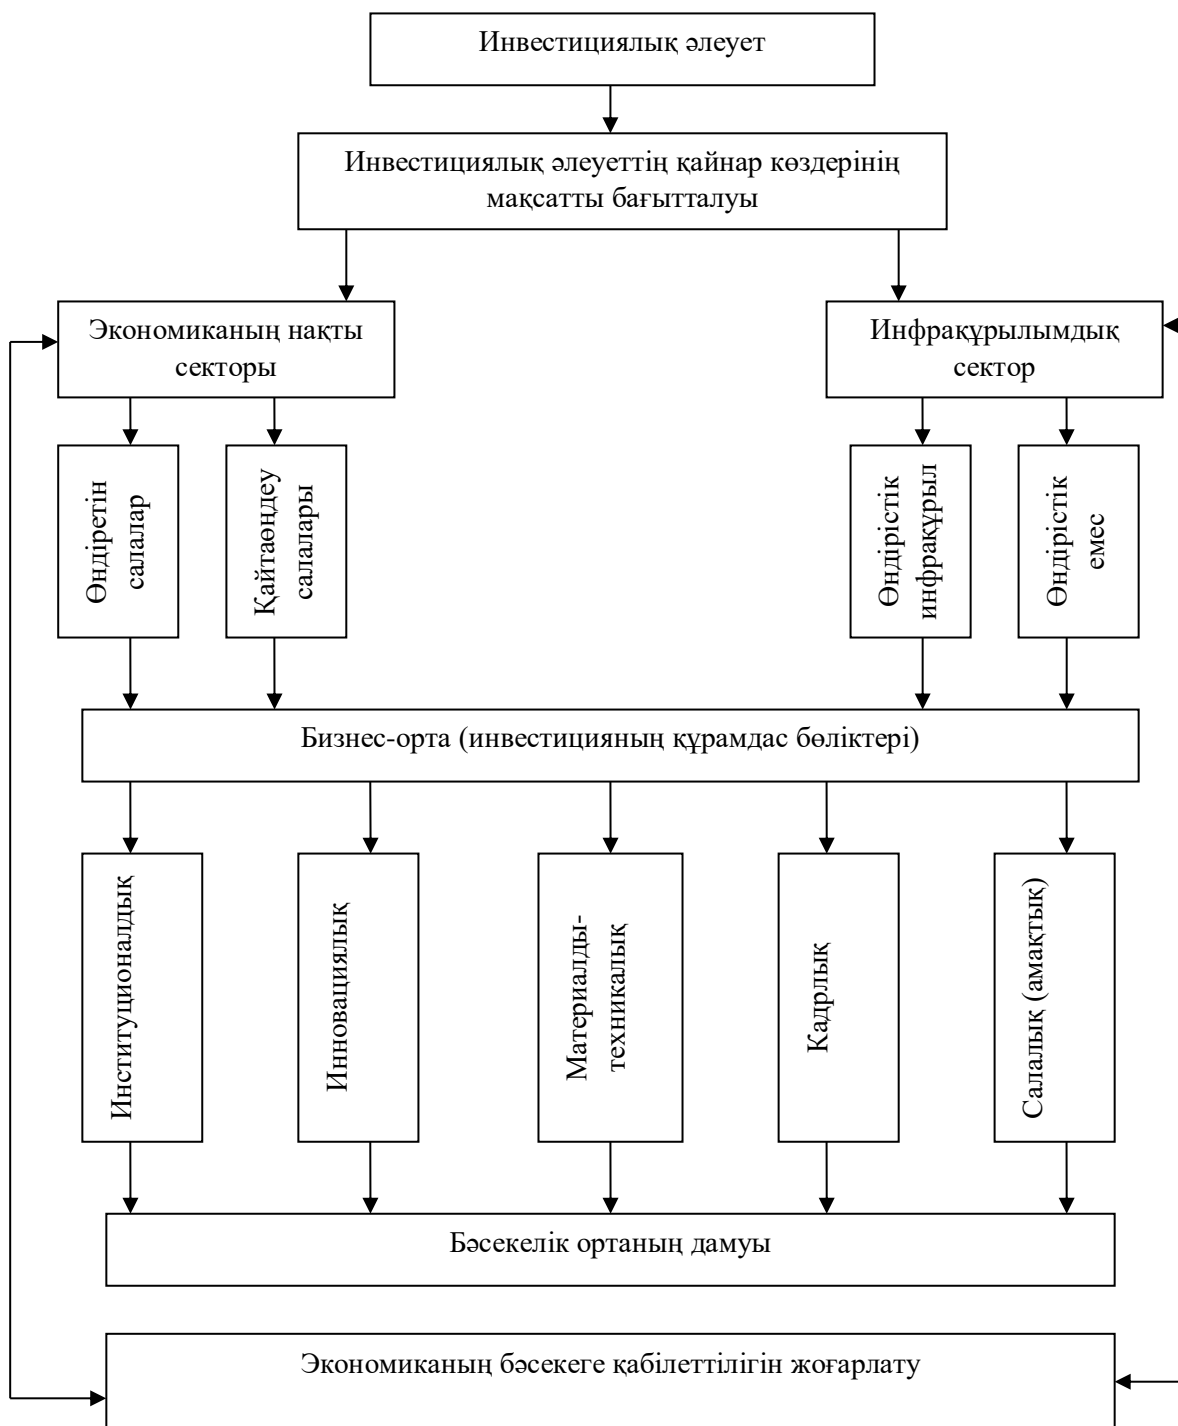 Инвестициялық әлеует
Инвестициялық әлеуеттің қайнар көздерінің
мақсатты бағытталуы
Экономиканың нақты
секторы
Инфрақұрылымдық
сектор
Өндіретін
салалар
Қайтаөңдеу
салалары
Өндірістік
инфрақұрыл
Өндірістік
емес
Бизнес-орта (инвестицияның құрамдас бөліктері)
Институционалдық
Инновациялық
Материалды-
техникалық
Кадрлық
Салалық (амақтық)
Бәсекелік ортаның дамуы
Экономиканың бәсекеге қабілеттілігін жоғарлату